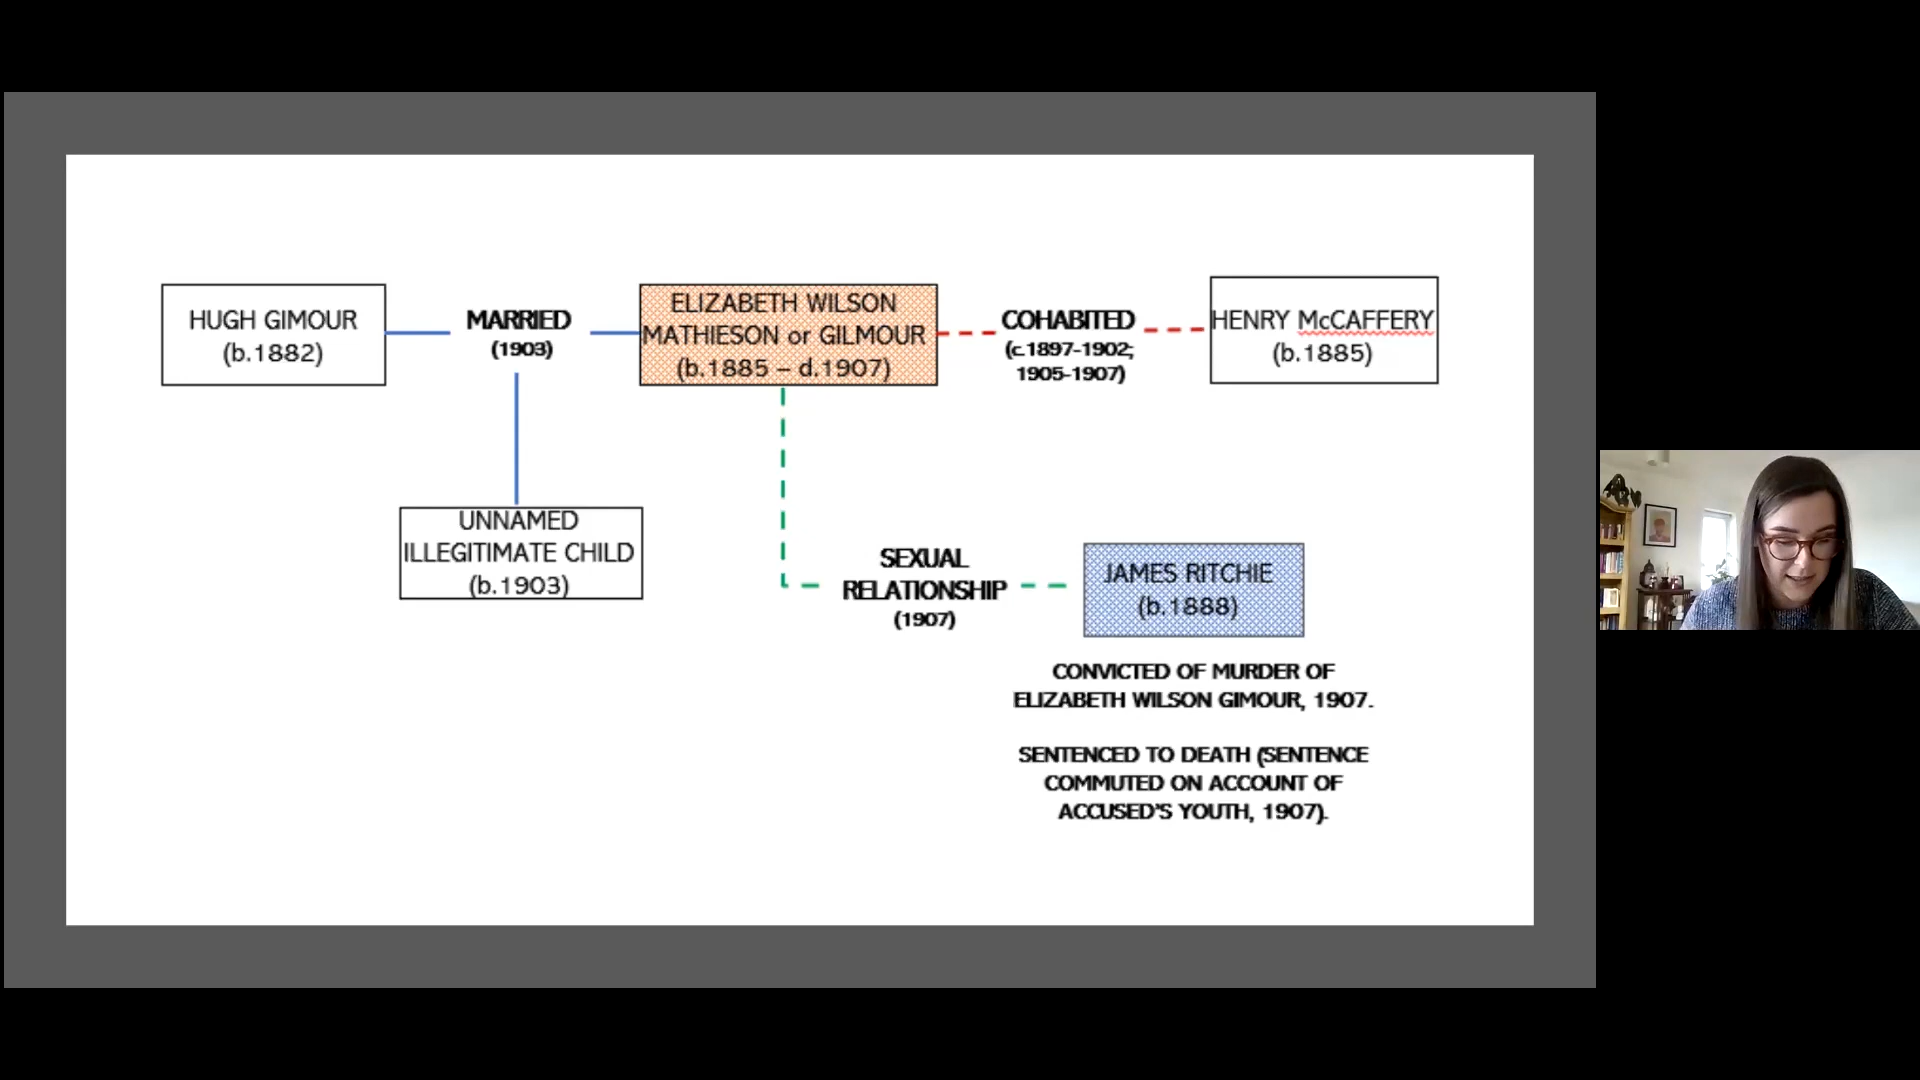 HUGH GIMOUR
(b.1882)
MARRIED
(1903)
ELIZABETH WILSON
MATHIESON or GILMOUR
(b.1885 – d.1907)
COHABITED
(c.1897-1902;
1905-1907)
HENRY McCAFFERY
(b.1885)
UNNAMED
ILLEGITIMATE CHILD
(b.1903)
SEXUAL
RELATIONSHIP
(1907)
JAMES RITCHIE
(b.1888)
CONVICTED OF MURDER OF
ELIZABETH WILSON GIMOUR, 1907.
SENTENCED TO DEATH (SENTENCE
COMMUTED ON ACCOUNT OF
ACCUSED'S YOUTH, 1907).